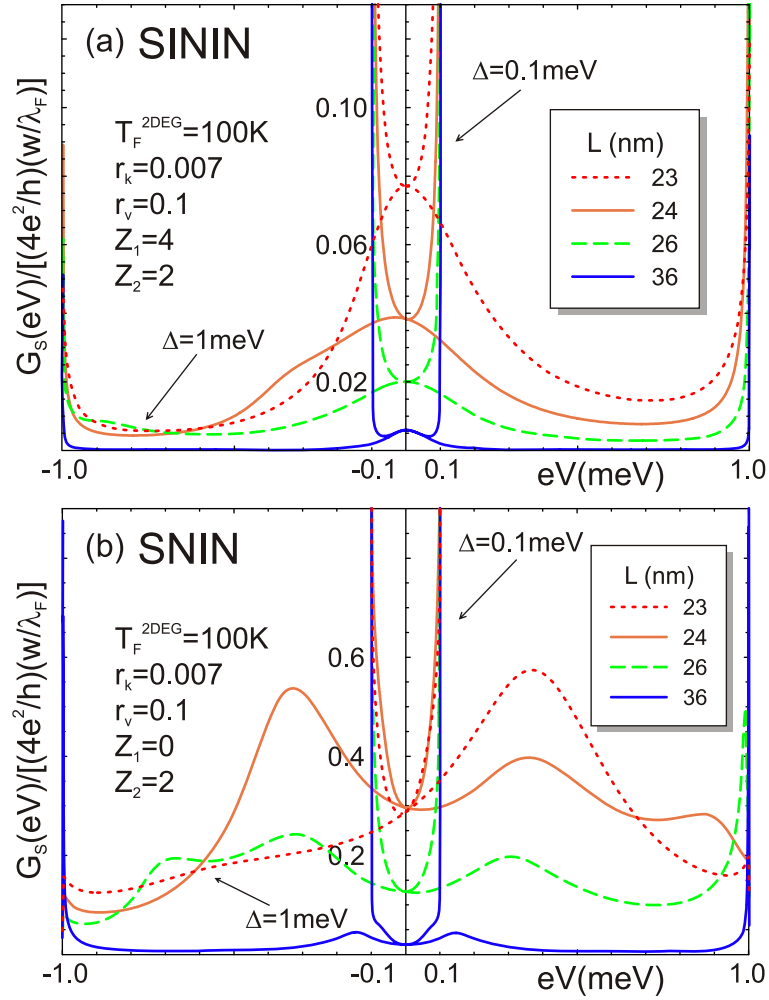 (a) SININ
Δ=0.1meV
T_F^2DEG=100K
r_k=0.007
r_v=0.1
Z_1=4
Z_2=2
Δ=1meV
L (nm)
23
24
26
36
0.10
0.06
0.02
G_S(eV)/[(4e^2/h)(w/λ_F)]
-1.0 -0.1 0.1 eV(meV) 1.0
(b) SNIN
Δ=0.1meV
T_F^2DEG=100K
r_k=0.007
r_v=0.1
Z_1=0
Z_2=2
Δ=1meV
L (nm)
23
24
26
36
0.6
0.4
0.2
G_S(eV)/[(4e^2/h)(w/λ_F)]
-1.0 -0.1 0.1 eV(meV) 1.0